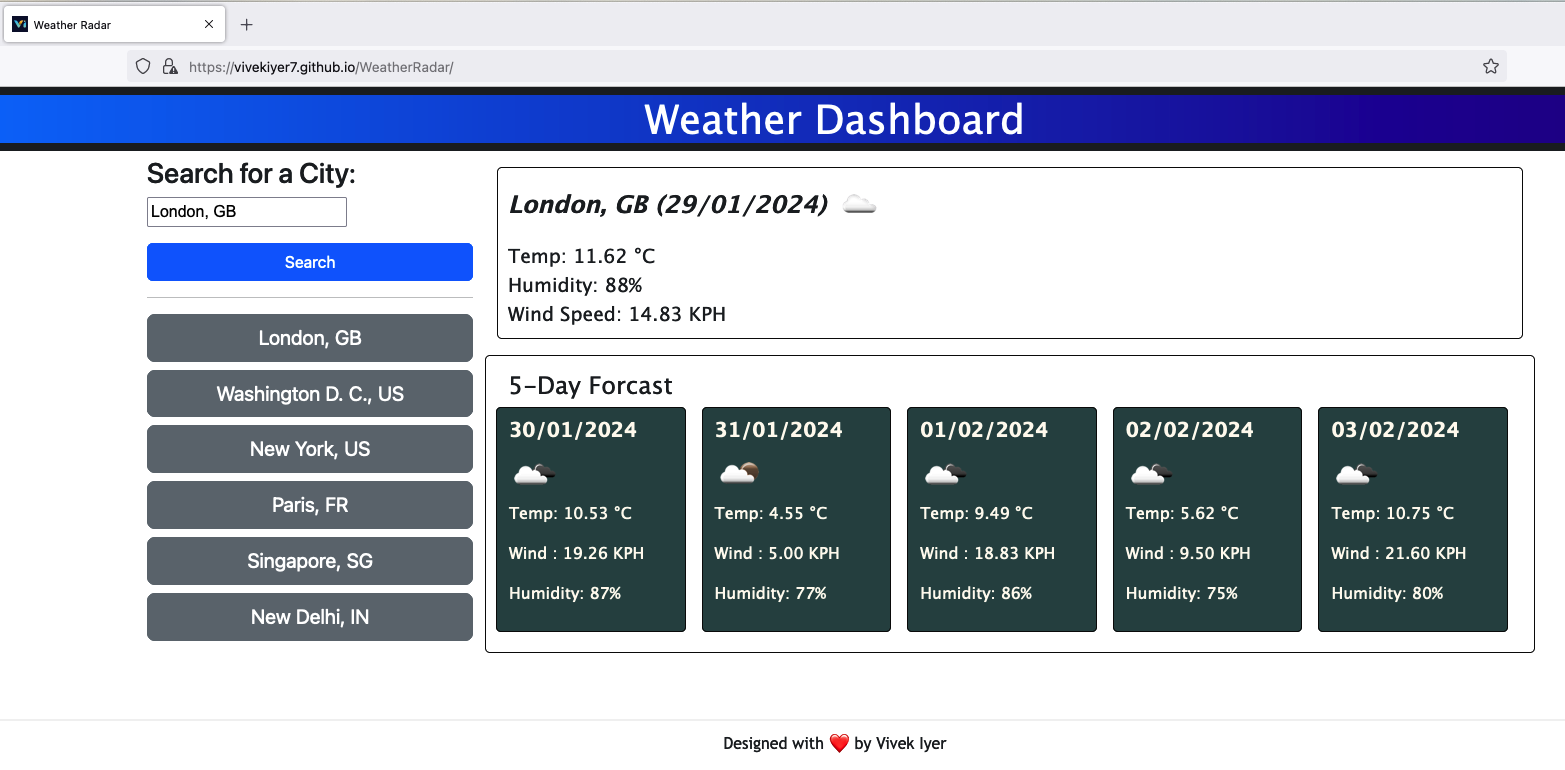 Weather Radar
https://vivekiyer7.github.io/WeatherRadar/
Weather Dashboard
Search for a City:
London, GB
Search
London, GB
Washington D. C., US
New York, US
Paris, FR
Singapore, SG
New Delhi, IN
London, GB (29/01/2024)
Temp: 11.62 °C
Humidity: 88%
Wind Speed: 14.83 KPH
5-Day Forcast
30/01/2024
Temp: 10.53 °C
Wind : 19.26 KPH
Humidity: 87%
31/01/2024
Temp: 4.55 °C
Wind : 5.00 KPH
Humidity: 77%
01/02/2024
Temp: 9.49 °C
Wind : 18.83 KPH
Humidity: 86%
02/02/2024
Temp: 5.62 °C
Wind : 9.50 KPH
Humidity: 75%
03/02/2024
Temp: 10.75 °C
Wind : 21.60 KPH
Humidity: 80%
Designed with ❤️ by Vivek Iyer